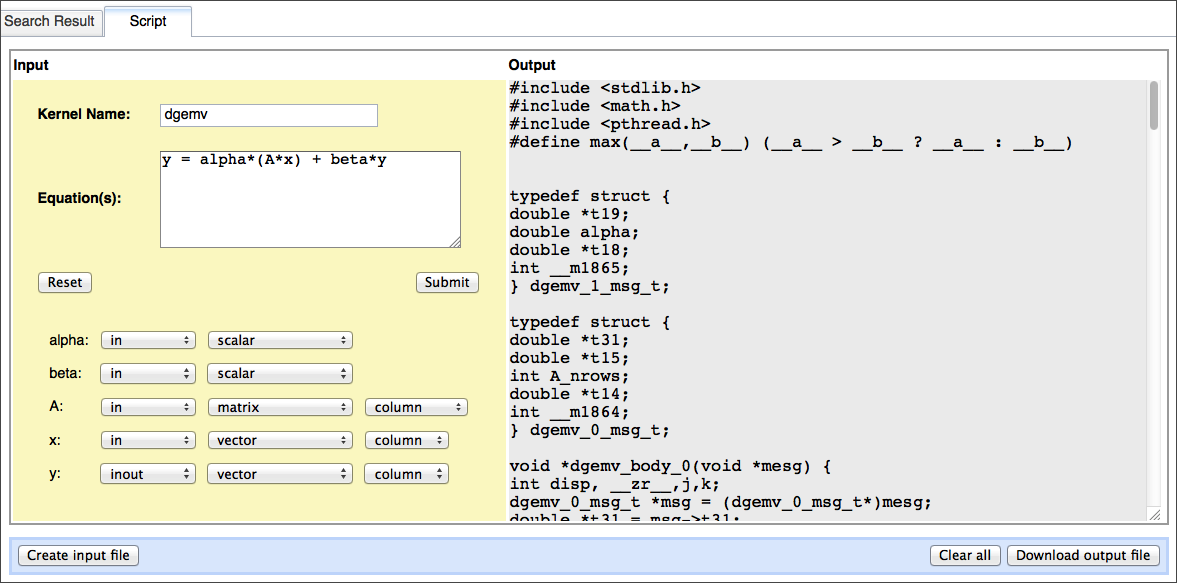 Search Result
Script
Input
Output
Kernel Name:
dgemv
Equation(s):
y = alpha*(A*x) + beta*y
Reset
Submit
alpha: in scalar
beta: in scalar
A: in matrix column
x: in vector column
y: inout vector column
#include <stdlib.h>
#include <math.h>
#include <pthread.h>
#define max(__a__,__b__) (__a__ > __b__ ? __a__ : __b__)
typedef struct {
double *t19;
double alpha;
double *t18;
int __m1865;
} dgemv_1_msg_t;
typedef struct {
double *t31;
double *t15;
int A_nrows;
double *t14;
int __m1864;
} dgemv_0_msg_t;
void *dgemv_body_0(void *mesg) {
int disp, __zr__,j,k;
dgemv_0_msg_t *msg = (dgemv_0_msg_t*)mesg;
double *t31 = msg->t31;
Create input file
Clear all
Download output file